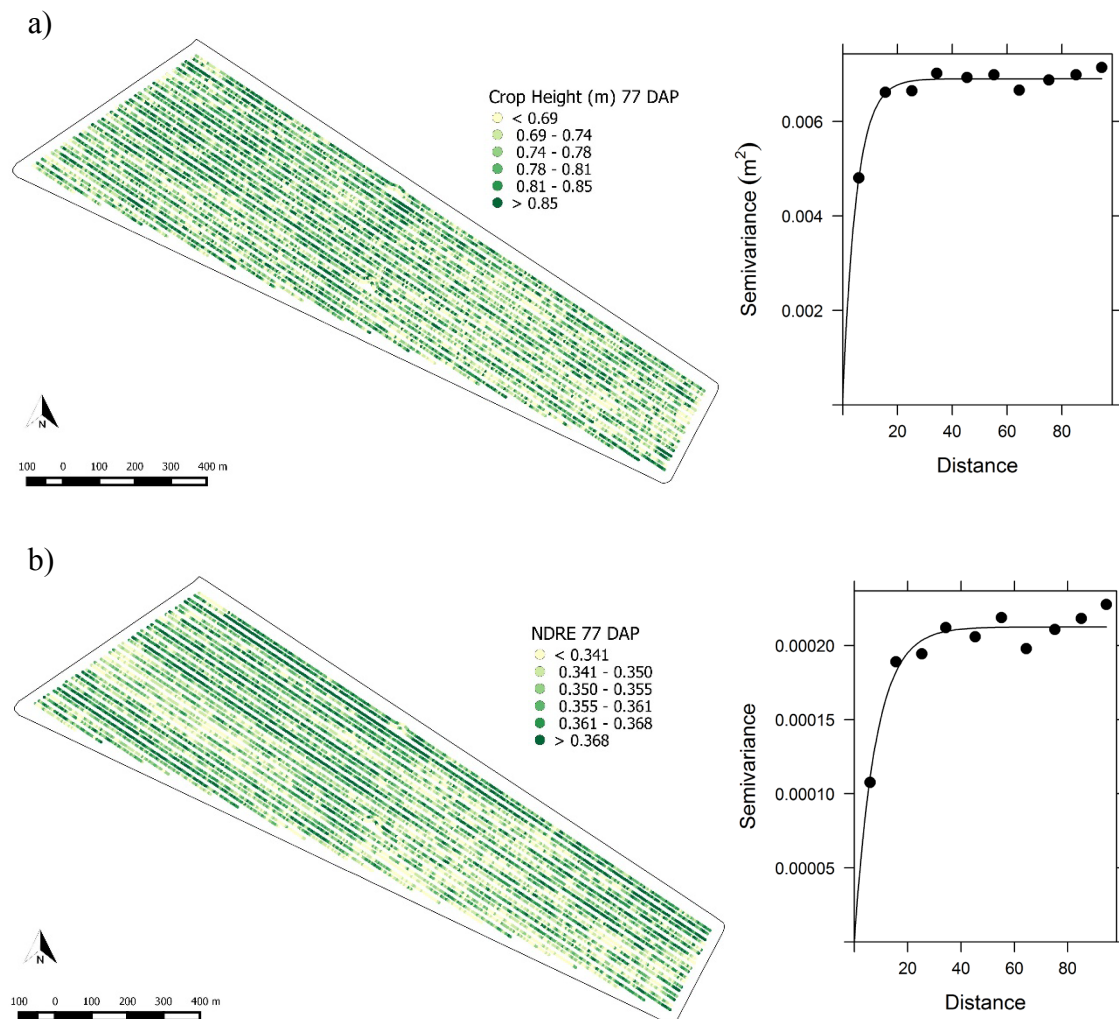 a)
Crop Height (m) 77 DAP
< 0.69
0.69 - 0.74
0.74 - 0.78
0.78 - 0.81
0.81 - 0.85
> 0.85
N
100 0 100 200 300 400 m
Semivariance (m²)
0.006
0.004
0.002
20 40 60 80
Distance
b)
NDRE 77 DAP
< 0.341
0.341 - 0.350
0.350 - 0.355
0.355 - 0.361
0.361 - 0.368
> 0.368
N
100 0 100 200 300 400 m
Semivariance
0.00020
0.00015
0.00010
0.00005
20 40 60 80
Distance